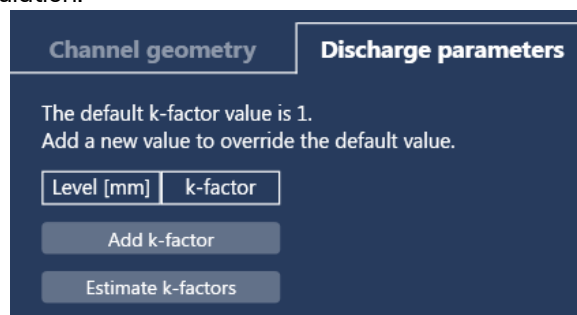 Channel geometry Discharge parameters
The default k-factor value is 1.
Add a new value to override the default value.
Level [mm] k-factor
Add k-factor
Estimate k-factors